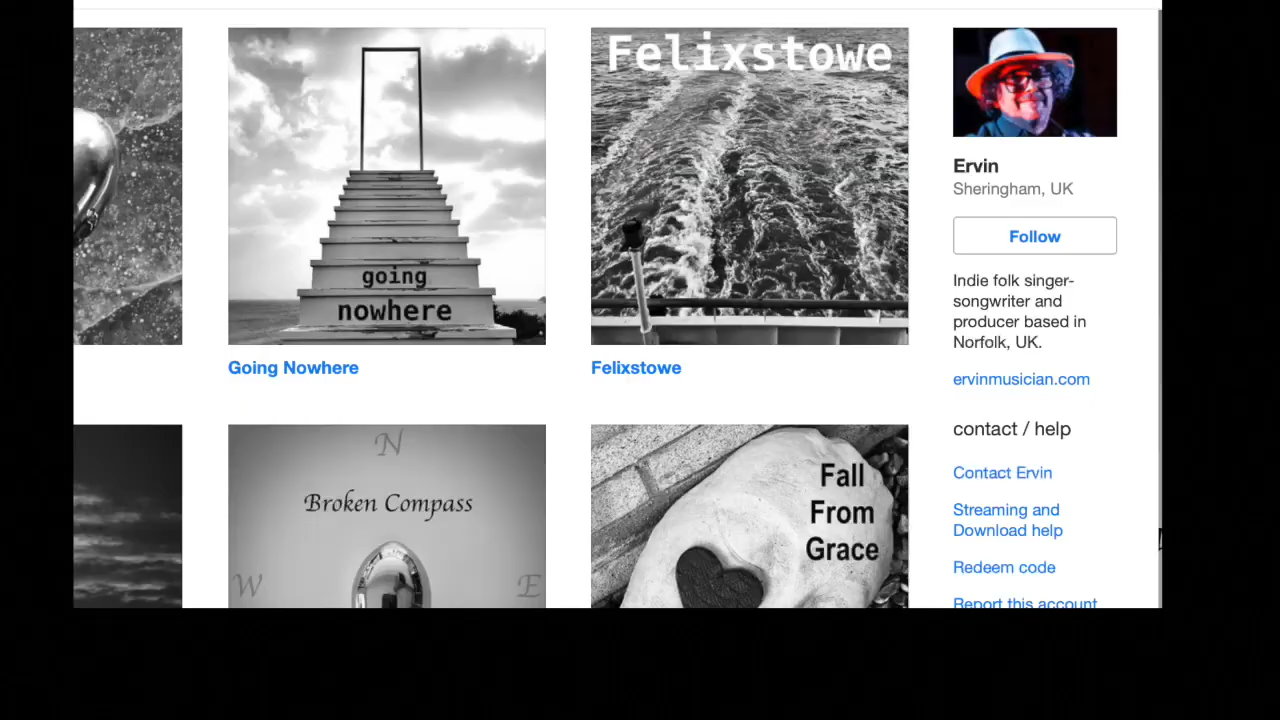 going
nowhere
Going Nowhere
Felixstowe
Felixstowe
N
Broken Compass
W
E
Fall
From
Grace
Ervin
Sheringham, UK
Follow
Indie folk singer-
songwriter and
producer based in
Norfolk, UK.
ervinmusician.com
contact / help
Contact Ervin
Streaming and
Download help
Redeem code
Report this account